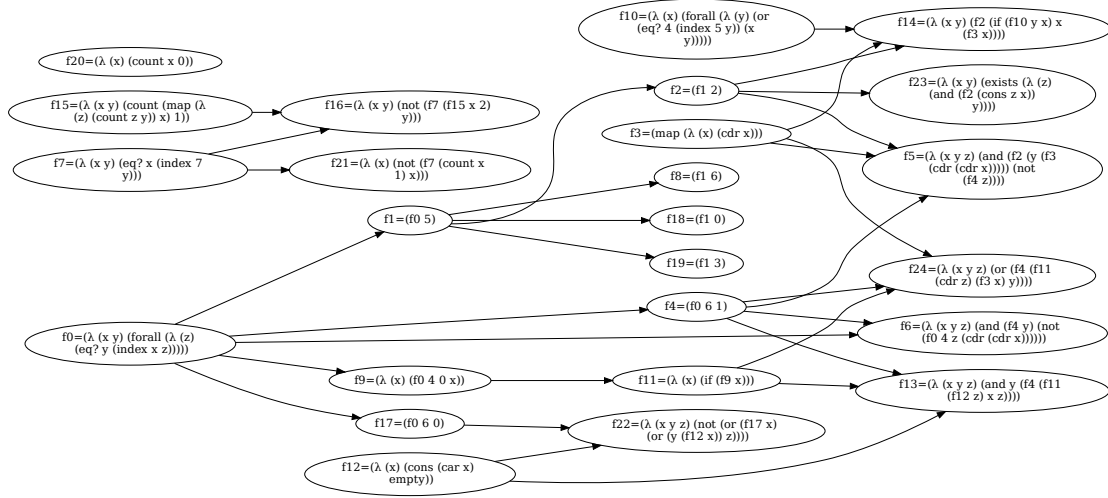 f10=(λ (x) (forall (λ (y) (or
(eq? 4 (index 5 y)) (x
y)))))
f14=(λ (x y) (f2 (if (f10 y x) x
(f3 x))))
f20=(λ (x) (count x 0))
f2=(f1 2)
f23=(λ (x y) (exists (λ (z)
(and (f2 (cons z x))
y))))
f15=(λ (x y) (count (map (λ
(z) (count z y)) x) 1))
f16=(λ (x y) (not (f7 (f15 x 2)
y)))
f3=(map (λ (x) (cdr x)))
f5=(λ (x y z) (and (f2 (y (f3
(cdr (cdr x))))) (not
(f4 z))))
f7=(λ (x y) (eq? x (index 7
y)))
f21=(λ (x) (not (f7 (count x
1) x)))
f8=(f1 6)
f1=(f0 5)
f18=(f1 0)
f19=(f1 3)
f24=(λ (x y z) (or (f4 (f11
(cdr z) (f3 x) y))))
f4=(f0 6 1)
f0=(λ (x y) (forall (λ (z)
(eq? y (index x z)))))
f6=(λ (x y z) (and (f4 y) (not
(f0 4 z (cdr (cdr x))))))
f9=(λ (x) (f0 4 0 x))
f11=(λ (x) (if (f9 x)))
f13=(λ (x y z) (and y (f4 (f11
(f12 z) x z))))
f17=(f0 6 0)
f22=(λ (x y z) (not (or (f17 x)
(or (y (f12 x)) z))))
f12=(λ (x) (cons (car x)
empty))